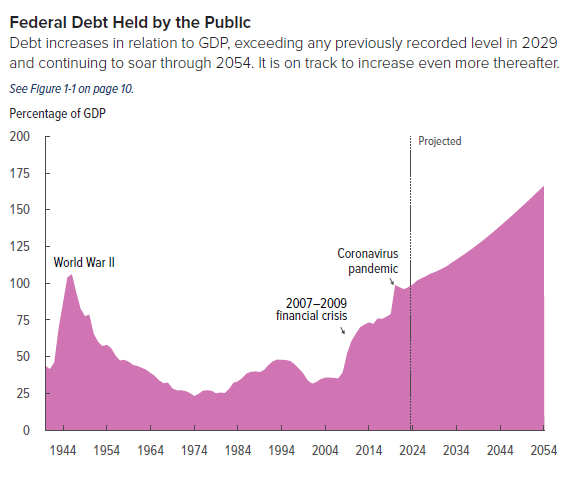 Federal Debt Held by the Public
Debt increases in relation to GDP, exceeding any previously recorded level in 2029
and continuing to soar through 2054. It is on track to increase even more thereafter.
See Figure 1-1 on page 10.
Percentage of GDP
200
Projected
175
150
125
World War II
Coronavirus
pandemic
100
2007–2009
financial crisis
75
50
25
0
1944 1954 1964 1974 1984 1994 2004 2014 2024 2034 2044 2054